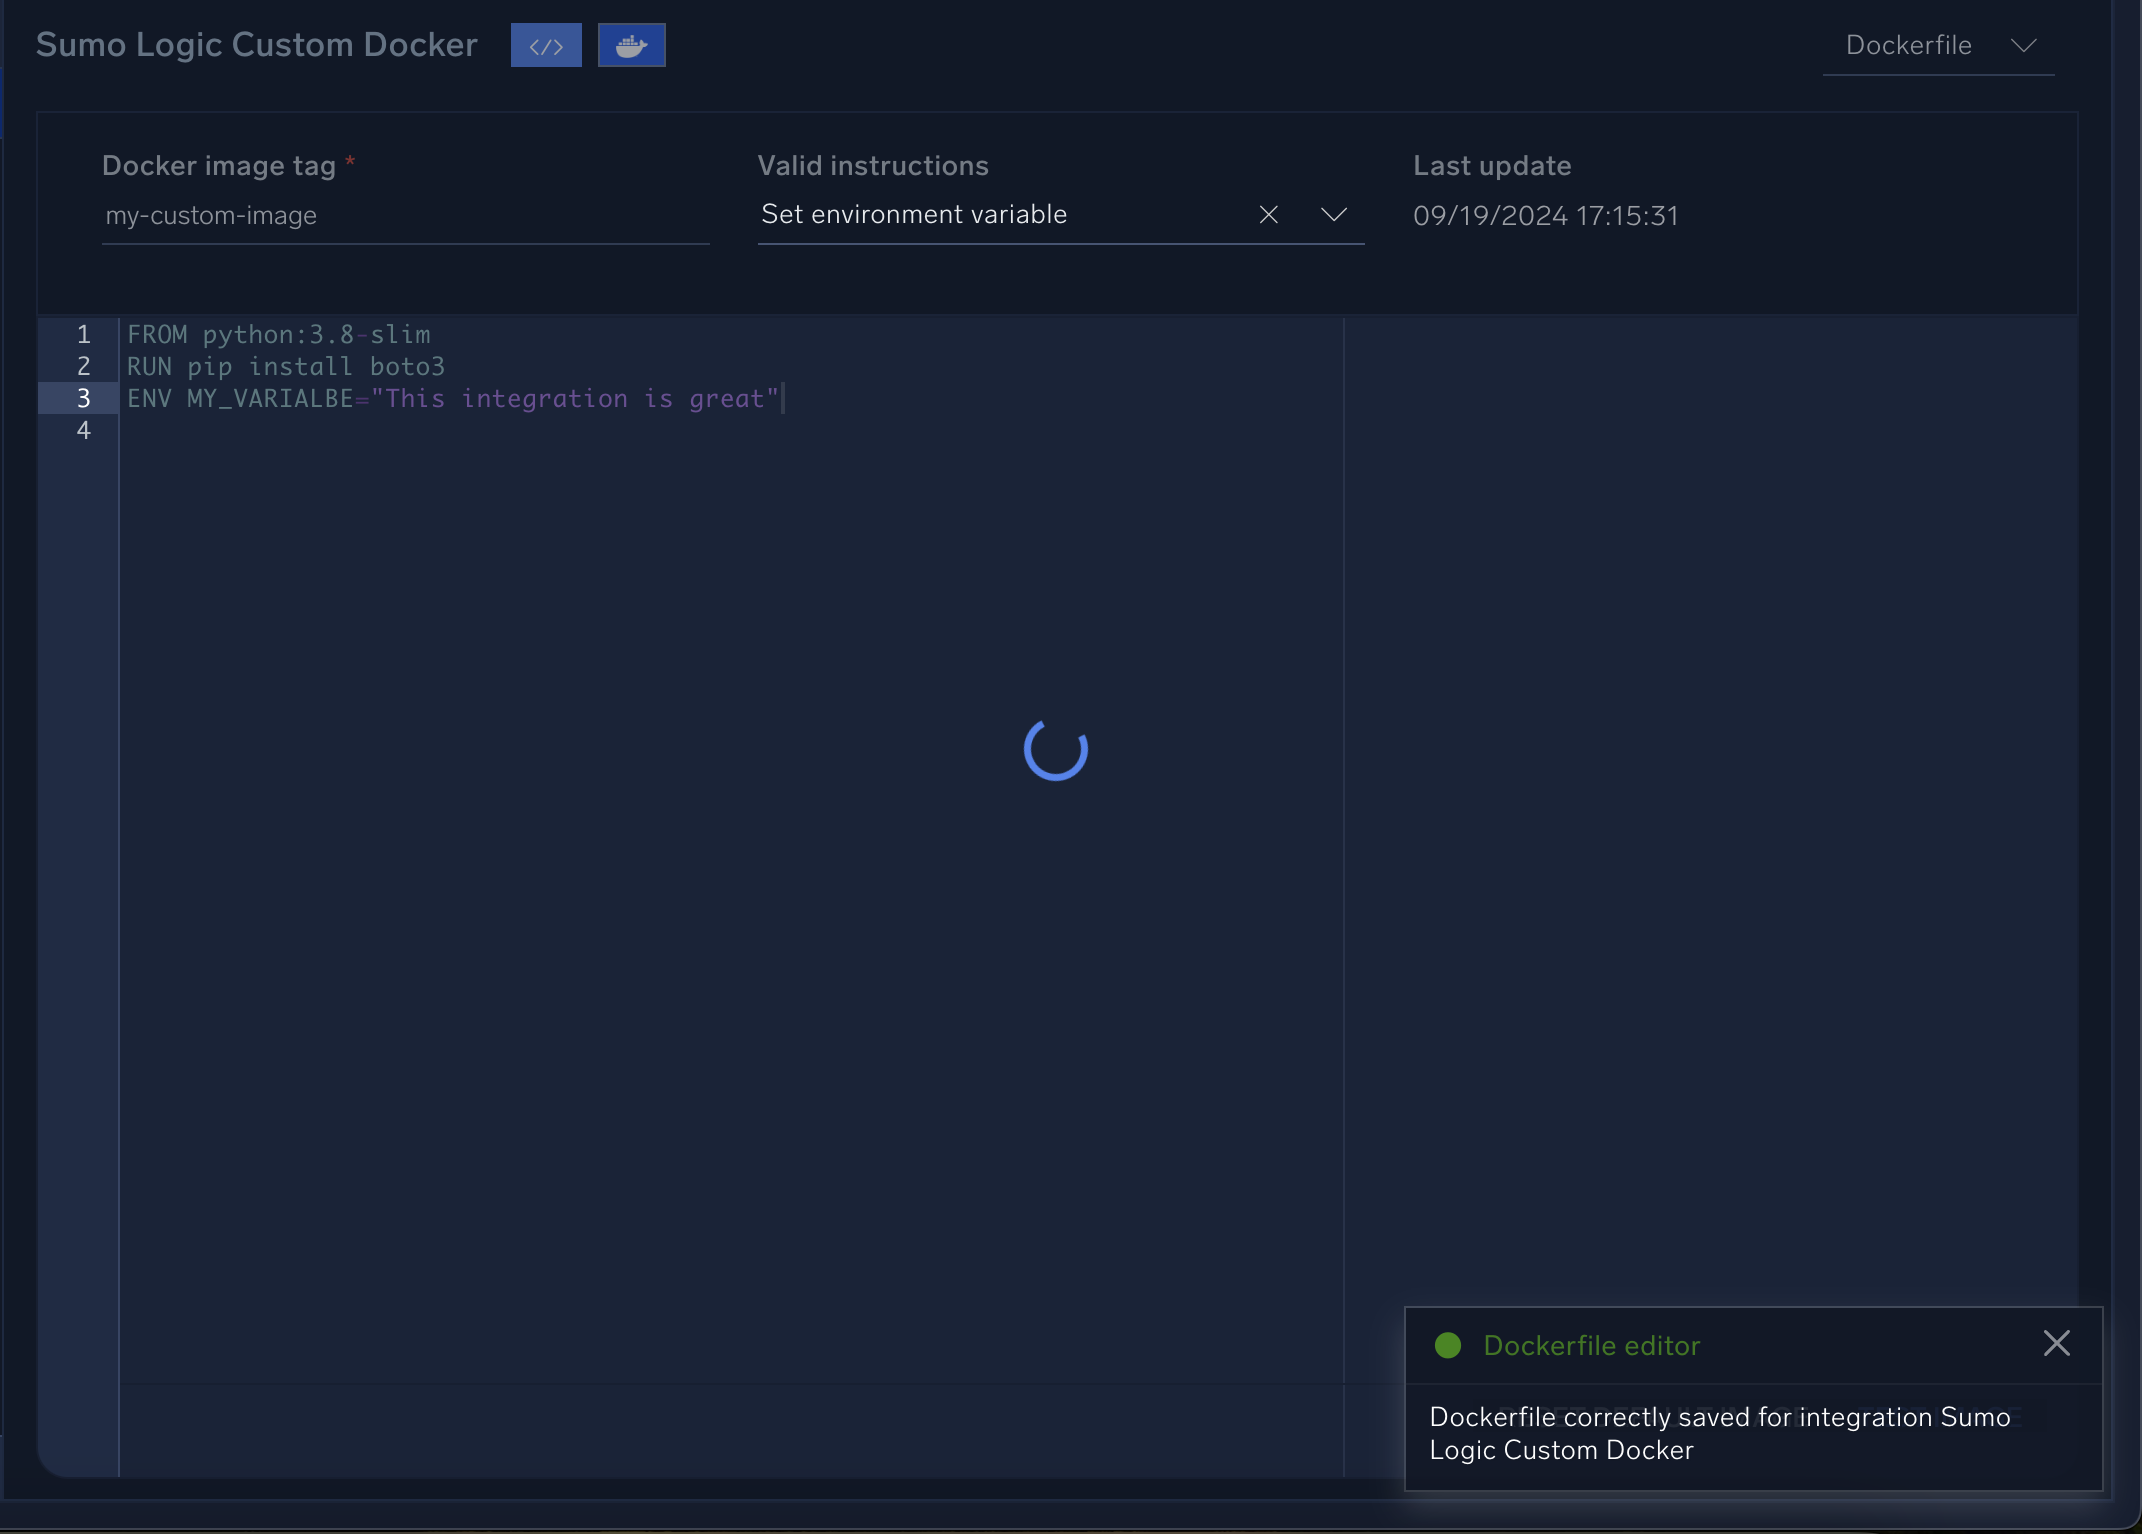 Sumo Logic Custom Docker </> Dockerfile
Docker image tag * Valid instructions Last update
my-custom-image Set environment variable 09/19/2024 17:15:31
1 FROM python:3.8-slim
2 RUN pip install boto3
3 ENV MY_VARIALBE="This integration is great"
4
Dockerfile editor
Dockerfile correctly saved for integration Sumo
Logic Custom Docker